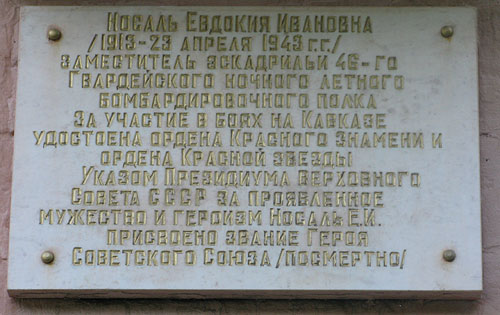 Носаль Евдокия Ивановна
/1913-23 апреля 1943 г.г./
заместитель эскадрильи 46-го
Гвардейского ночного летного
бомбардировочного полка
За участие в боях на Кавказе
удостоена ордена Красного Знамени и
ордена Красной звезды
Указом Президиума верховного
Совета СССР за проявленное
мужество и героизм Носаль Е.И.
присвоено звание Героя
Советского Союза /посмертно/